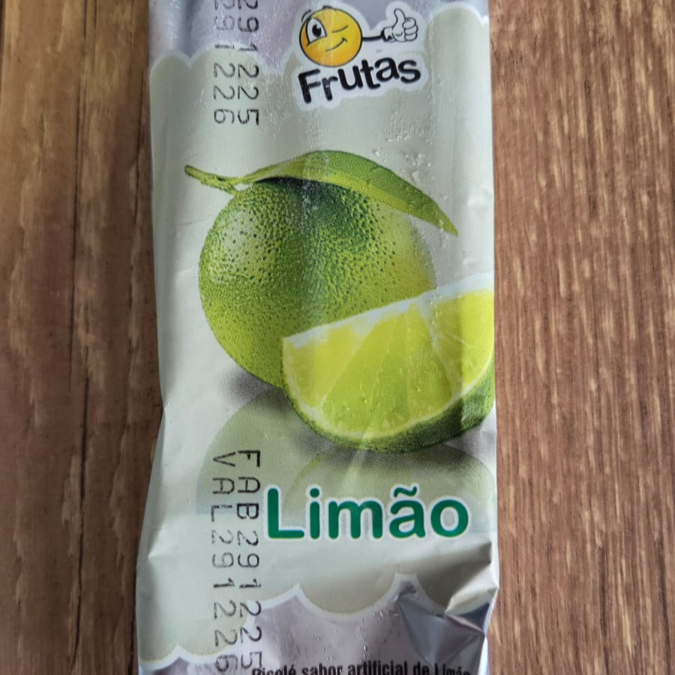 291225
291226
Frutas
Limão
FAB291225
VAL291226
Picolé sabor artificial de Limão